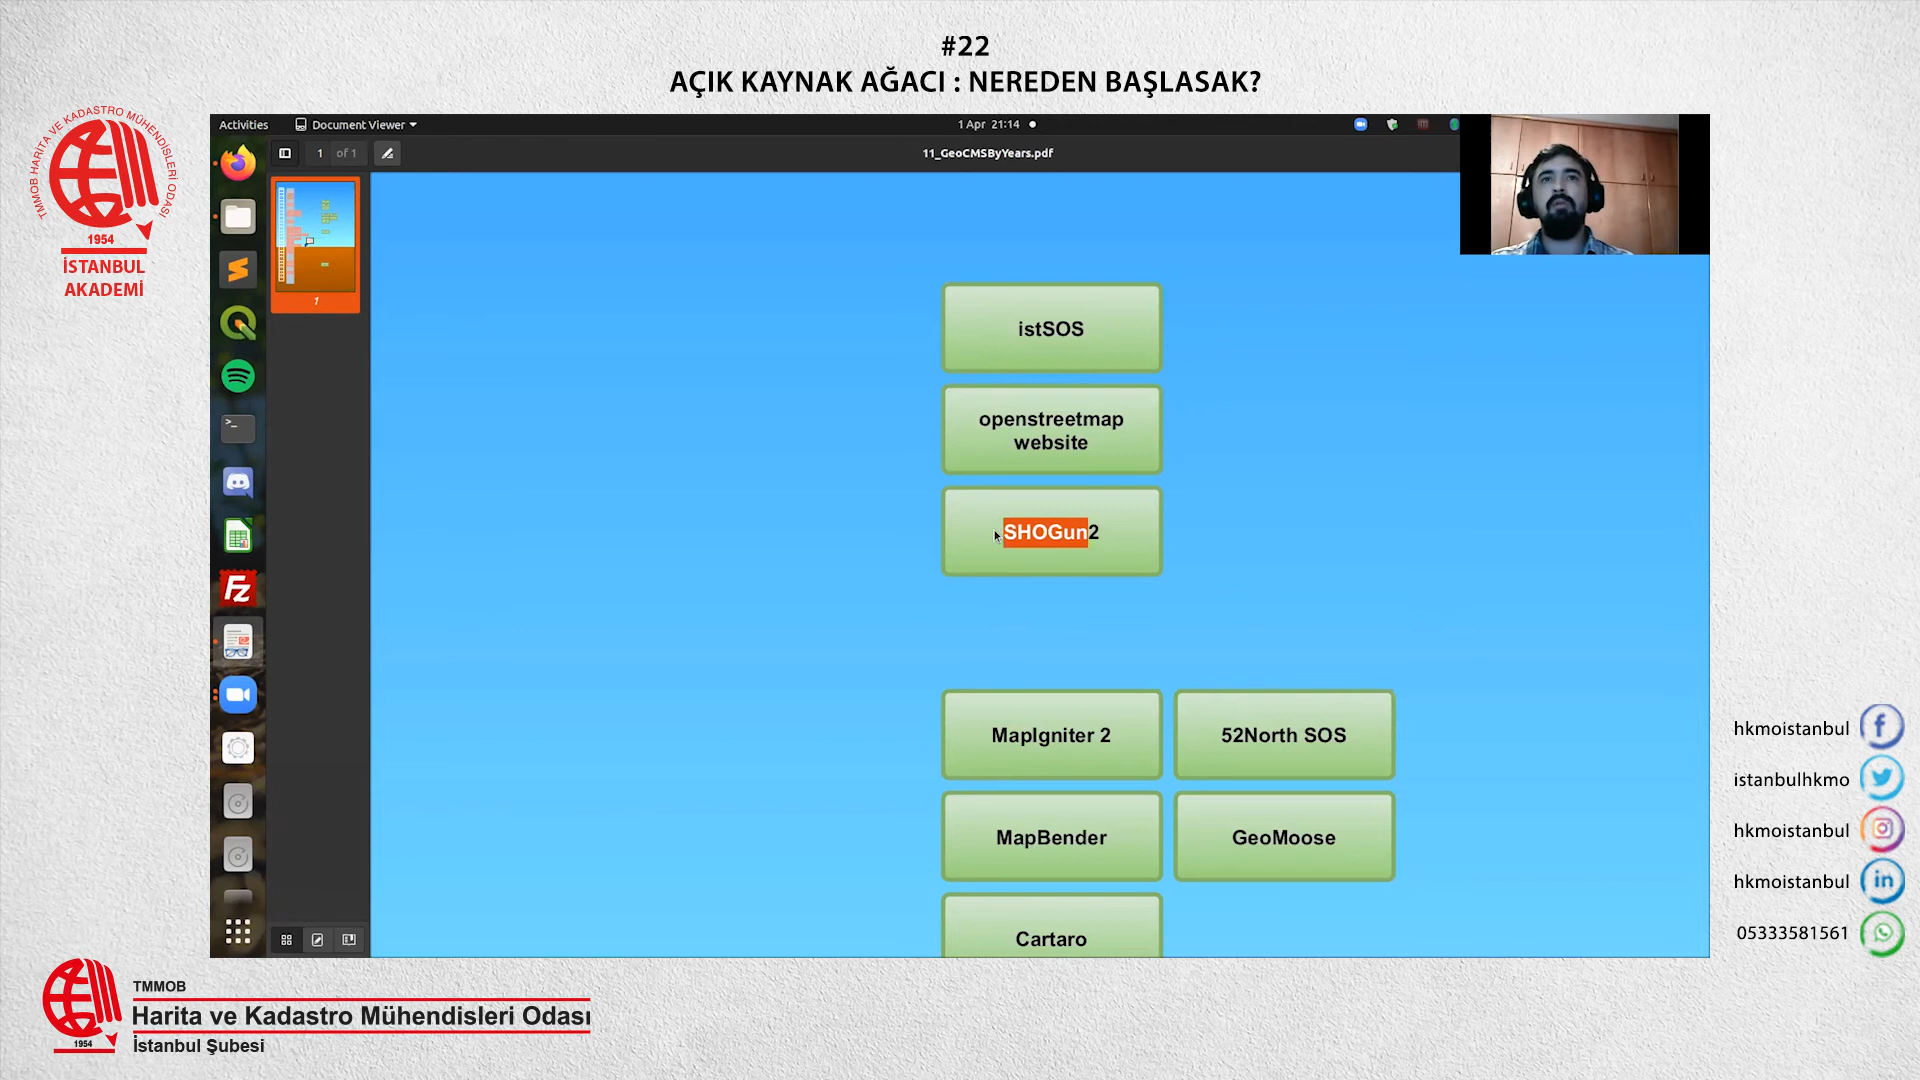 #22
AÇIK KAYNAK AĞACI : NEREDEN BAŞLASAK?
TMMOB HARİTA VE KADASTRO MÜHENDİSLERİ ODASI
1954
İSTANBUL
AKADEMİ
Activities
Document Viewer
1 Apr 21:14
1 of 1
11_GeoCMSByYears.pdf
1
istSOS
openstreetmap
website
SHOGun2
MapIgniter 2
52North SOS
MapBender
GeoMoose
Cartaro
hkmoistanbul
istanbulhkmo
hkmoistanbul
hkmoistanbul
05333581561
1954
TMMOB
Harita ve Kadastro Mühendisleri Odası
İstanbul Şubesi